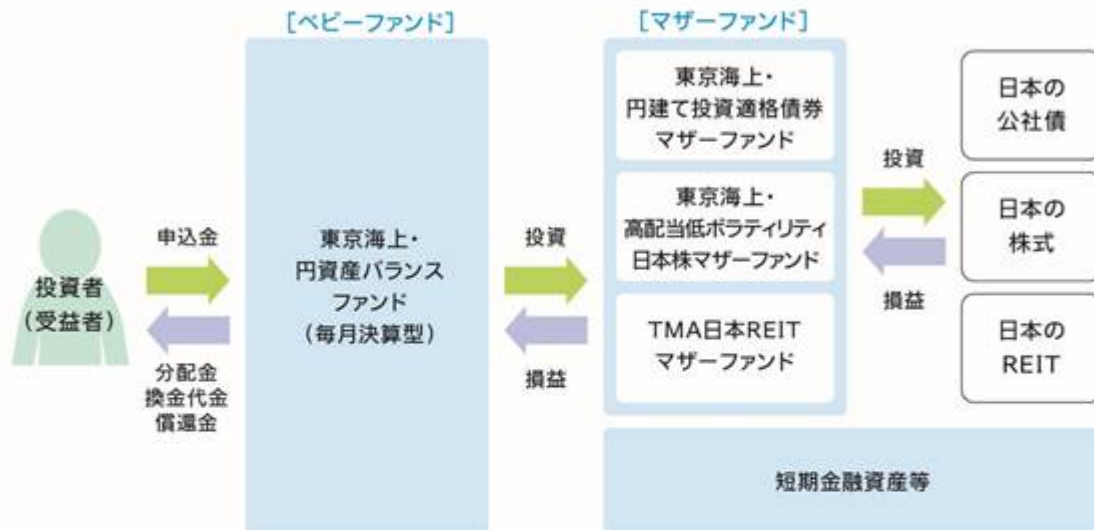 [ベビーファンド]
[マザーファンド]
投資者
(受益者)
申込金
分配金
換金代金
償還金
東京海上・
円資産バランス
ファンド
(毎月決算型)
投資
損益
東京海上・
円建て投資適格債券
マザーファンド
東京海上・
高配当低ボラティリティ
日本株マザーファンド
TMA日本REIT
マザーファンド
投資
損益
日本の
公社債
日本の
株式
日本の
REIT
短期金融資産等